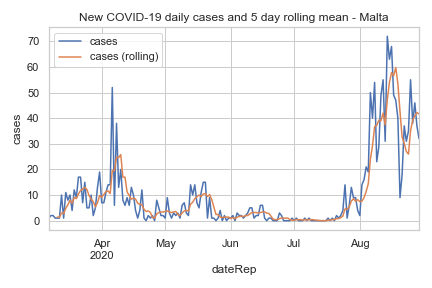 New COVID-19 daily cases and 5 day rolling mean - Malta
cases
cases (rolling)
70
60
50
40
30
20
10
0
cases
Apr
2020
May
Jun
Jul
Aug
dateRep